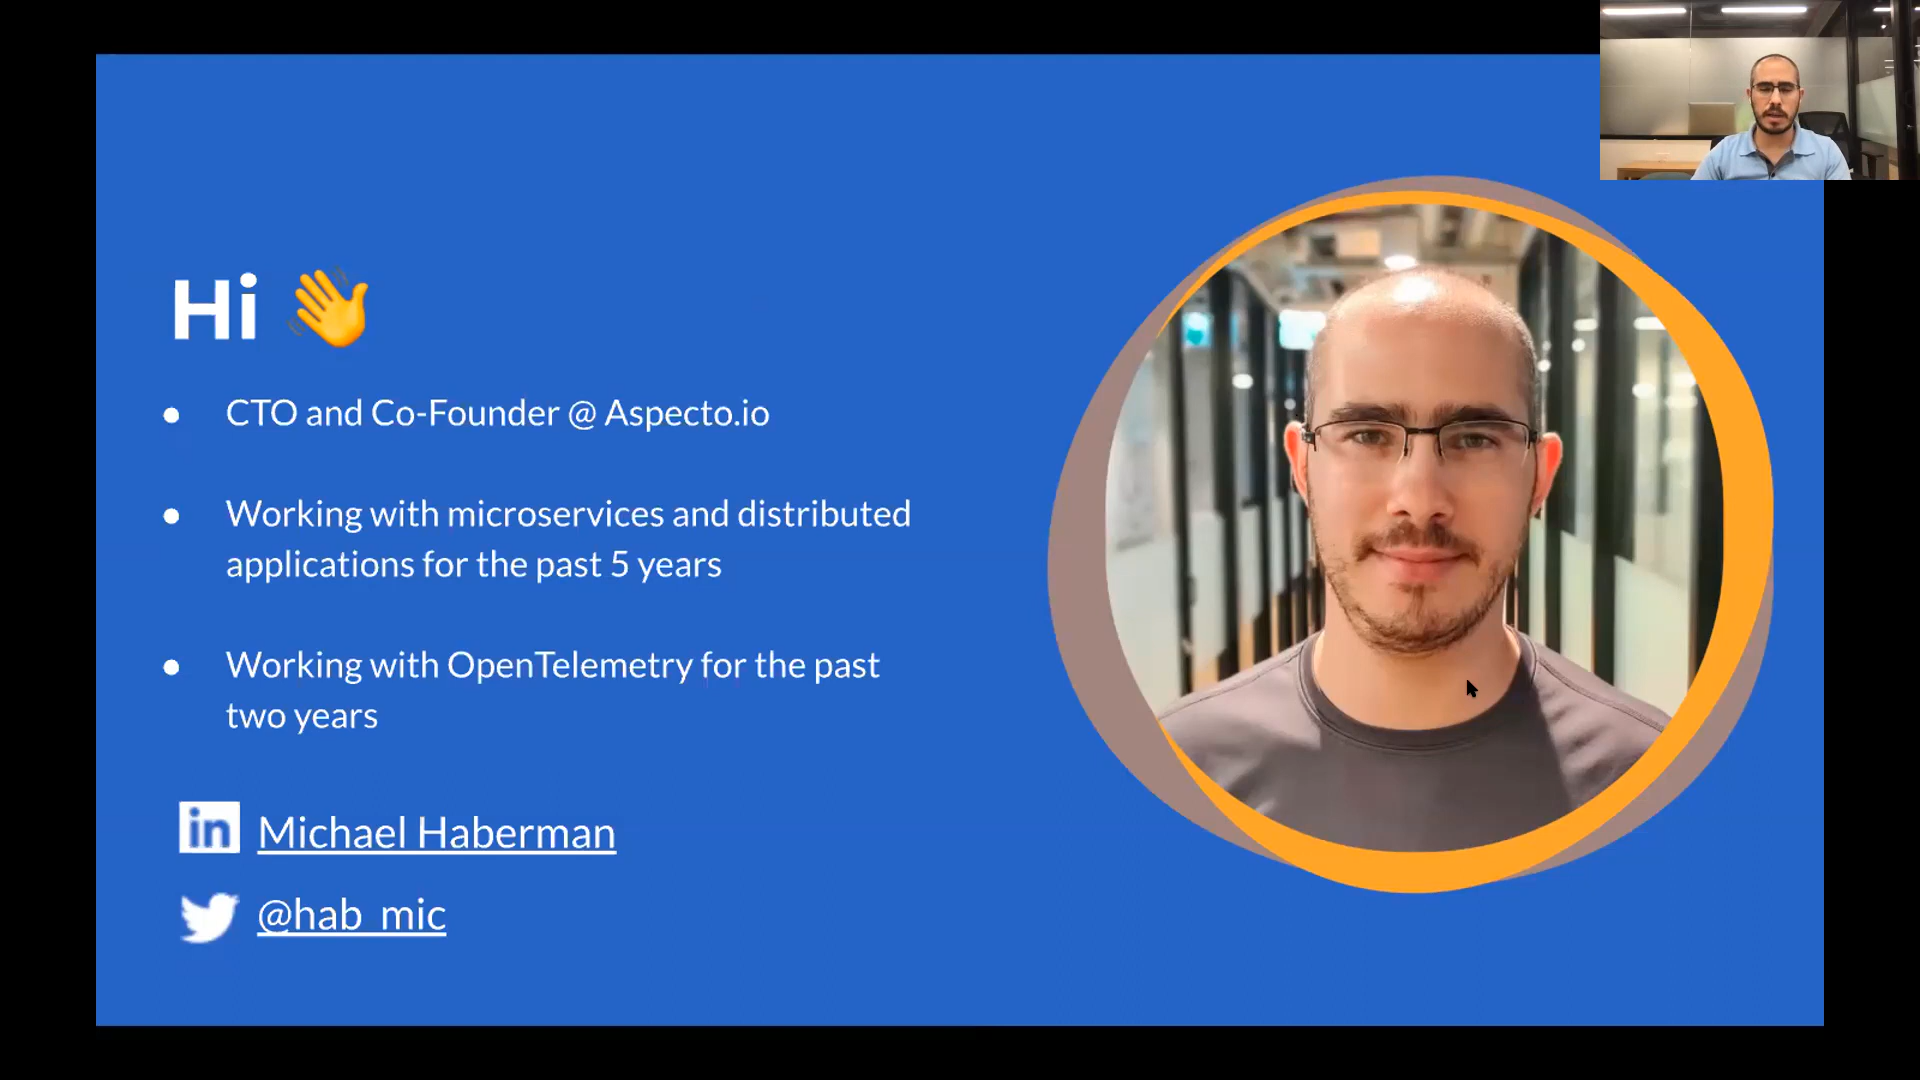 Hi 👋
● CTO and Co-Founder @ Aspecto.io
● Working with microservices and distributed
applications for the past 5 years
● Working with OpenTelemetry for the past
two years
in Michael Haberman
@hab_mic